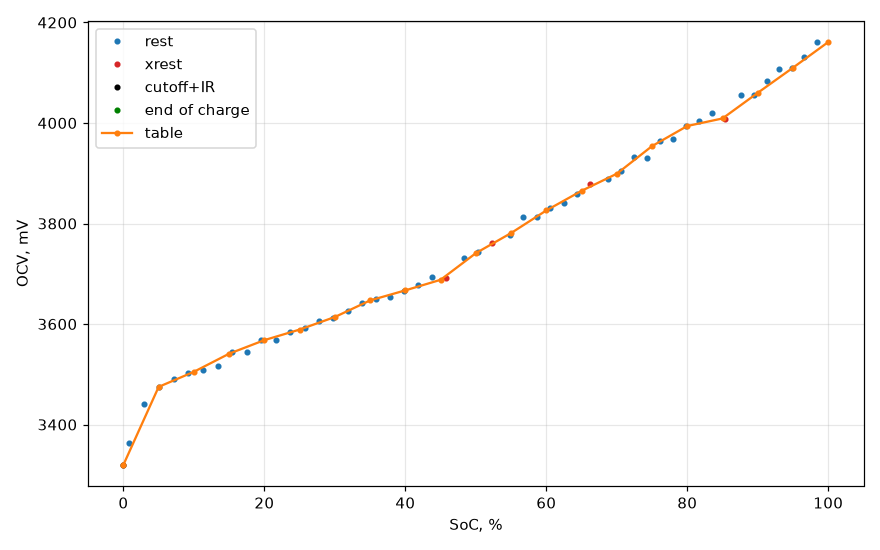 4200
4000
3800
3600
3400
OCV, mV
rest
xrest
cutoff+IR
end of charge
table
0
20
40
60
80
100
SoC, %